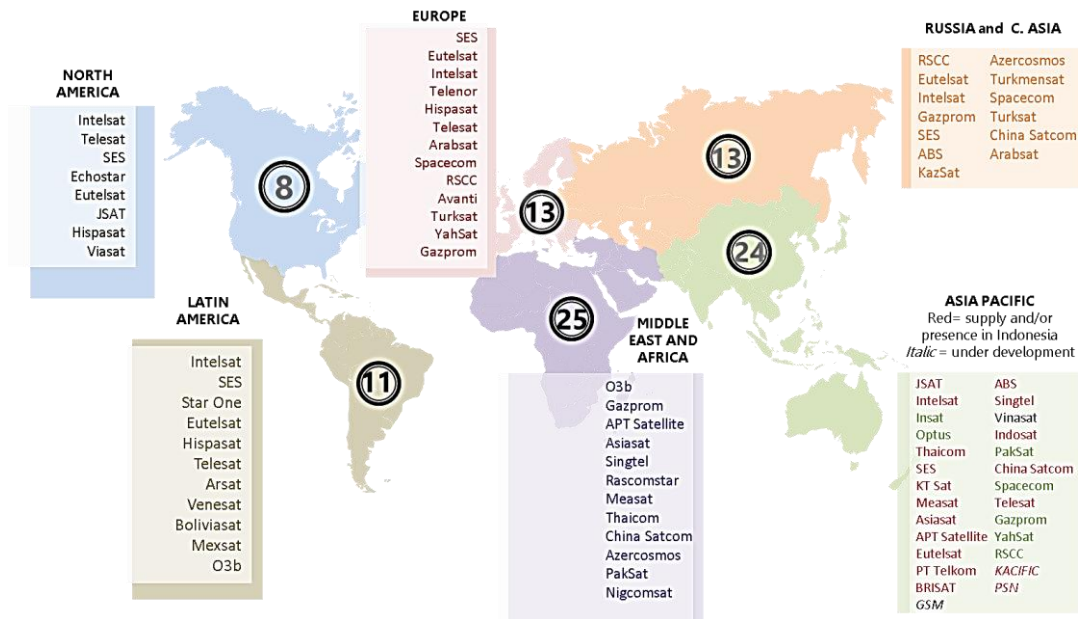 EUROPE
SES
Eutelsat
Intelsat
Telenor
Hispasat
Telesat
Arabsat
Spacecom
RSCC
Avanti
Turksat
YahSat
Gazprom
13
NORTH
AMERICA
Intelsat
Telesat
SES
Echostar
Eutelsat
JSAT
Hispasat
Viasat
8
RUSSIA and C. ASIA
RSCC Azercosmos
Eutelsat Turkmensat
Intelsat Spacecom
Gazprom Turksat
SES China Satcom
ABS Arabsat
KazSat
13
24
LATIN
AMERICA
Intelsat
SES
Star One
Eutelsat
Hispasat
Telesat
Arsat
Venesat
Boliviasat
Mexsat
O3b
11
25
MIDDLE
EAST AND
AFRICA
O3b
Gazprom
APT Satellite
Asiasat
Singtel
Rascomstar
Measat
Thaicom
China Satcom
Azercosmos
PakSat
Nigcomsat
ASIA PACIFIC
Red= supply and/or
presence in Indonesia
Italic = under development
JSAT ABS
Intelsat Singtel
Insat Vinasat
Optus Indosat
Thaicom PakSat
SES China Satcom
KT Sat Spacecom
Measat Telesat
Asiasat Gazprom
APT Satellite YahSat
Eutelsat RSCC
PT Telkom KACIFIC
BRISAT PSN
GSM